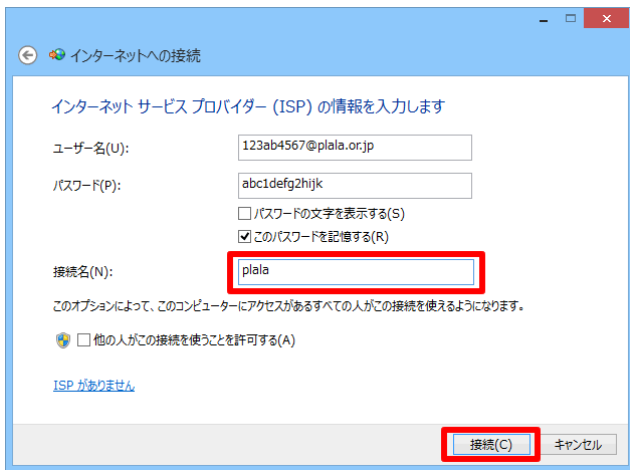 インターネットへの接続
インターネット サービス プロバイダー (ISP) の情報を入力します
ユーザー名(U): 123ab4567@plala.or.jp
パスワード(P): abc1defg2hijk
パスワードの文字を表示する(S)
このパスワードを記憶する(R)
接続名(N): plala
このオプションによって、このコンピューターにアクセスがあるすべての人がこの接続を使えるようになります。
他の人がこの接続を使うことを許可する(A)
ISP がありません
接続(C) キャンセル